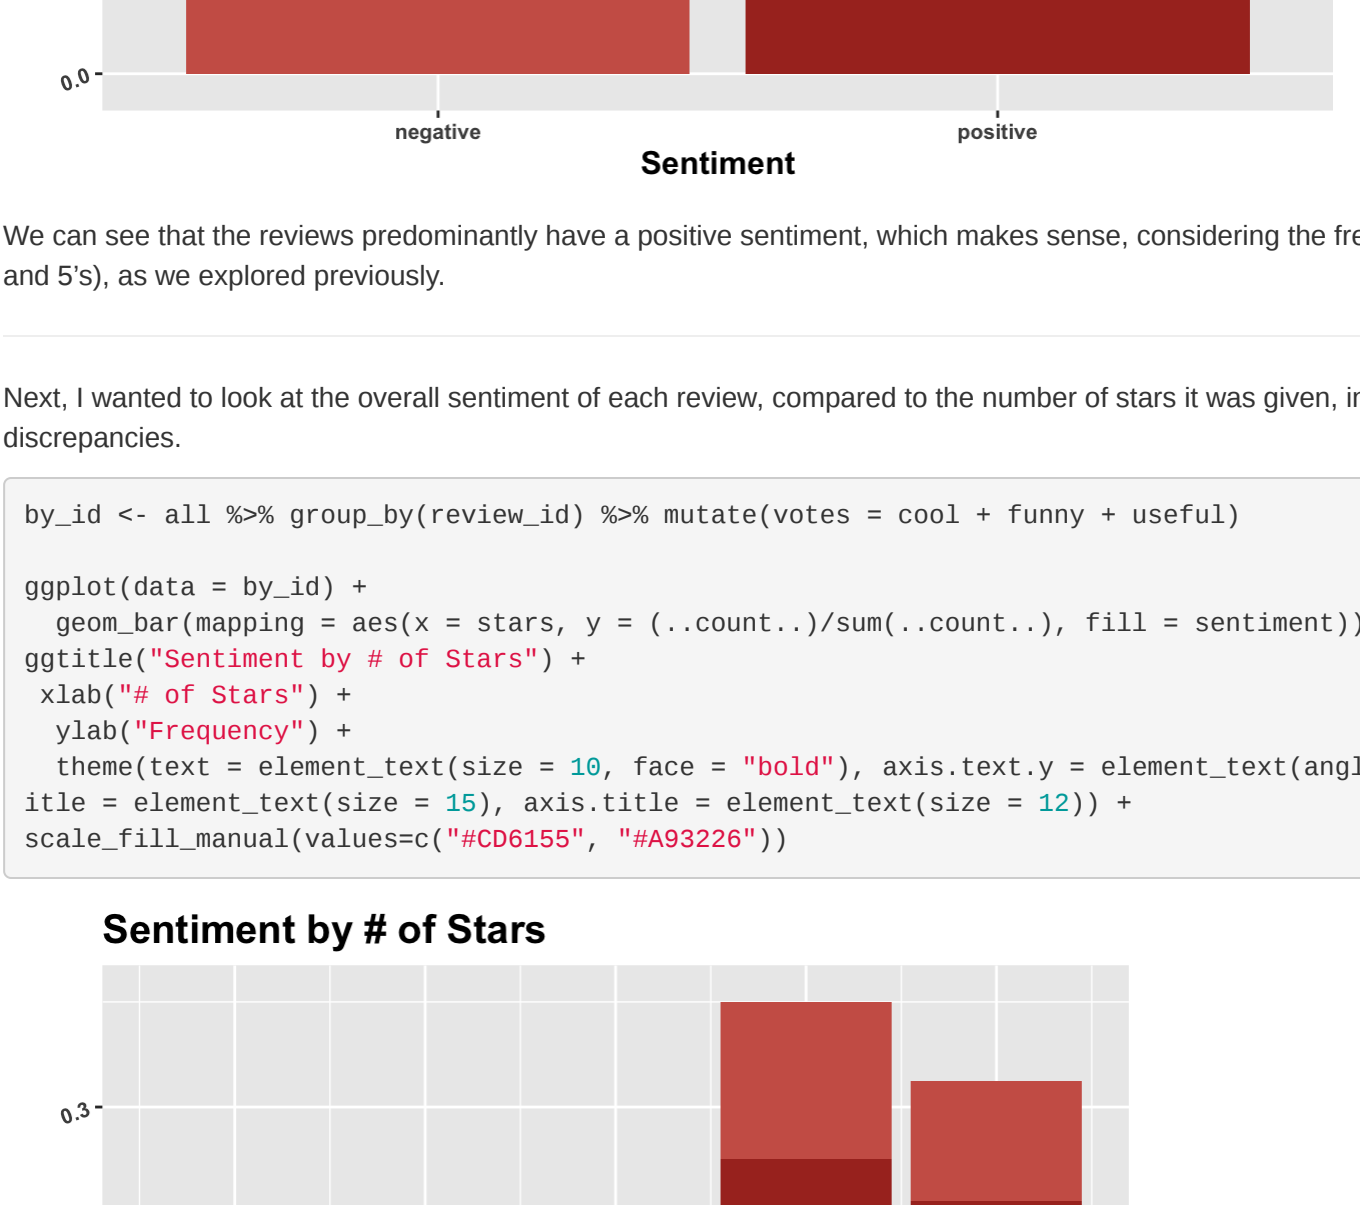 0.0
negative positive
Sentiment
We can see that the reviews predominantly have a positive sentiment, which makes sense, considering the
and 5’s), as we explored previously.
Next, I wanted to look at the overall sentiment of each review, compared to the number of stars it was given,
discrepancies.
by_id <- all %>% group_by(review_id) %>% mutate(votes = cool + funny + useful)
ggplot(data = by_id) +
geom_bar(mapping = aes(x = stars, y = (..count..)/sum(..count..), fill = sentiment))
ggtitle("Sentiment by # of Stars") +
xlab("# of Stars") +
ylab("Frequency") +
theme(text = element_text(size = 10, face = "bold"), axis.text.y = element_text(angl
itle = element_text(size = 15), axis.title = element_text(size = 12)) +
scale_fill_manual(values=c("#CD6155", "#A93226"))
Sentiment by # of Stars
0.3